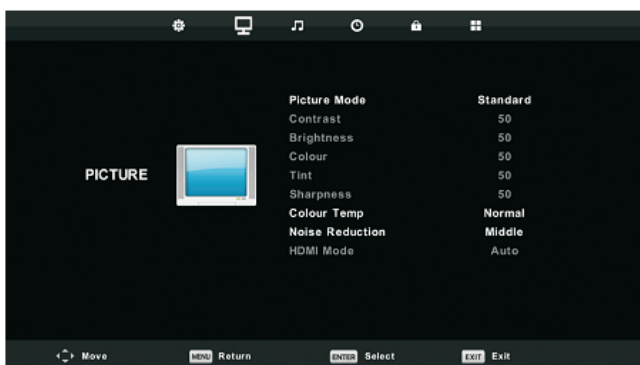 Picture Mode Standard
Contrast 50
Brightness 50
Colour 50
PICTURE
Tint 50
Sharpness 50
Colour Temp Normal
Noise Reduction Middle
HDMI Mode Auto
Move MENU Return ENTER Select EXIT Exit